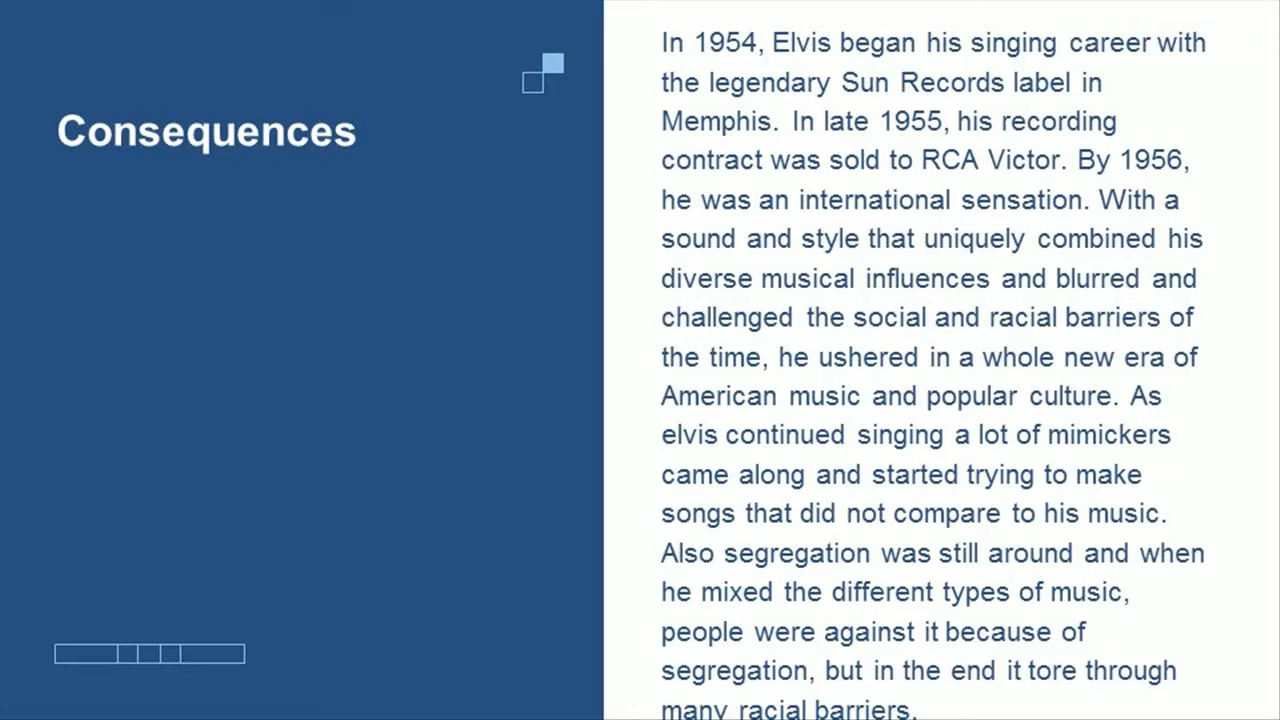 Consequences
In 1954, Elvis began his singing career with
the legendary Sun Records label in
Memphis. In late 1955, his recording
contract was sold to RCA Victor. By 1956,
he was an international sensation. With a
sound and style that uniquely combined his
diverse musical influences and blurred and
challenged the social and racial barriers of
the time, he ushered in a whole new era of
American music and popular culture. As
elvis continued singing a lot of mimickers
came along and started trying to make
songs that did not compare to his music.
Also segregation was still around and when
he mixed the different types of music,
people were against it because of
segregation, but in the end it tore through
many racial barriers.